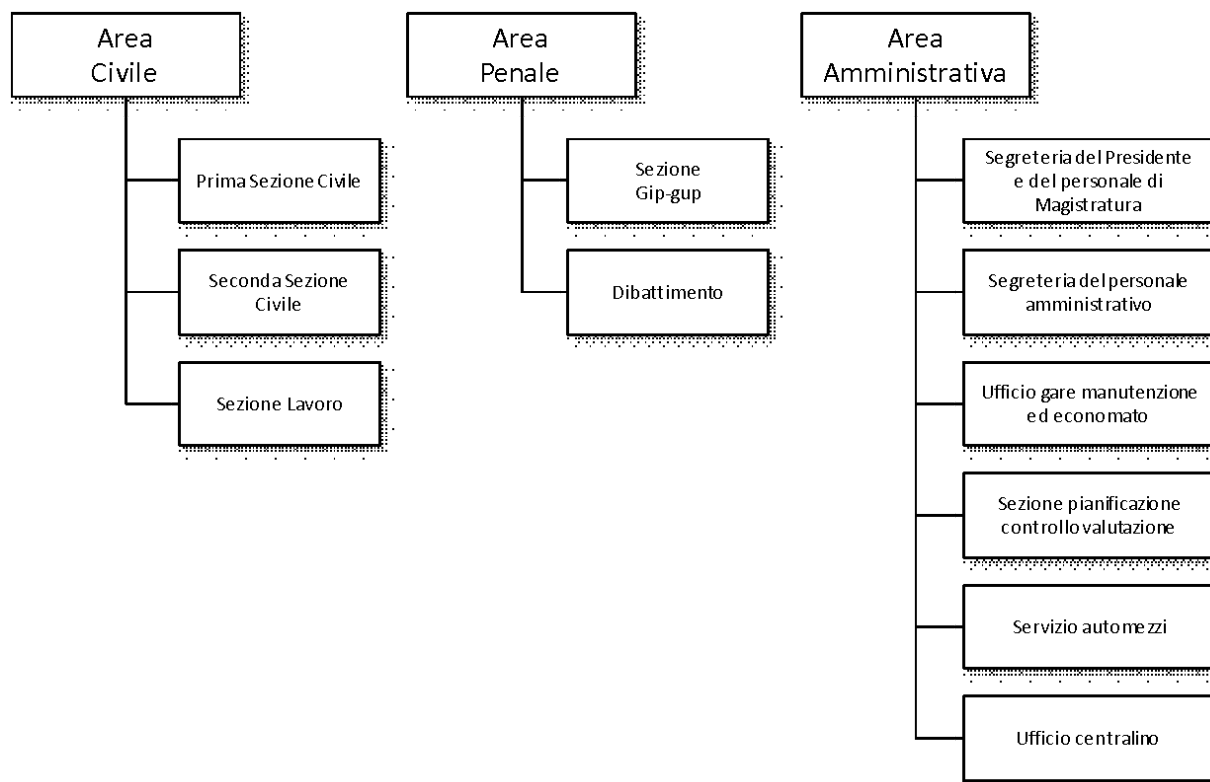 Area
Civile
Prima Sezione Civile
Seconda Sezione
Civile
Sezione Lavoro
Area
Penale
Sezione
Gip-gup
Dibattimento
Area
Amministrativa
Segreteria del Presidente
e del personale di
Magistratura
Segreteria del personale
amministrativo
Ufficio gare manutenzione
ed economato
Sezione pianificazione
controllo valutazione
Servizio automezzi
Ufficio centralino